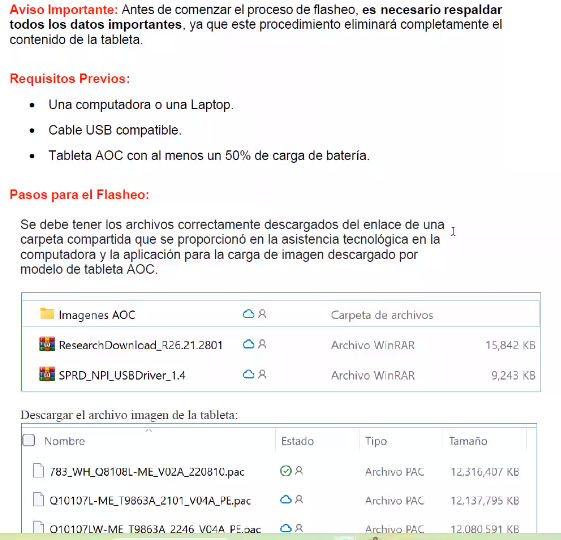 Aviso Importante: Antes de comenzar el proceso de flasheo, es necesario respaldar
todos los datos importantes, ya que este procedimiento eliminará completamente el
contenido de la tableta.
Requisitos Previos:
• Una computadora o una Laptop.
• Cable USB compatible.
• Tableta AOC con al menos un 50% de carga de batería.
Pasos para el Flasheo:
Se debe tener los archivos correctamente descargados del enlace de una
carpeta compartida que se proporcionó en la asistencia tecnológica en la
computadora y la aplicación para la carga de imagen descargado por
modelo de tableta AOC.
Imagenes AOC Carpeta de archivos
ResearchDownload_R26.21.2801 Archivo WinRAR 15,842 KB
SPRD_NPI_USBDriver_1.4 Archivo WinRAR 9,243 KB
Descargar el archivo imagen de la tableta:
Nombre Estado Tipo Tamaño
783_WH_Q8108L-ME_V02A_220810.pac Archivo PAC 12,316,407 KB
Q10107L-ME_T9863A_2101_V04A_PE.pac Archivo PAC 12,137,795 KB
Q10107LW-ME_T9863A_2246_V04A_PE.pac Archivo PAC 12,080,591 KB